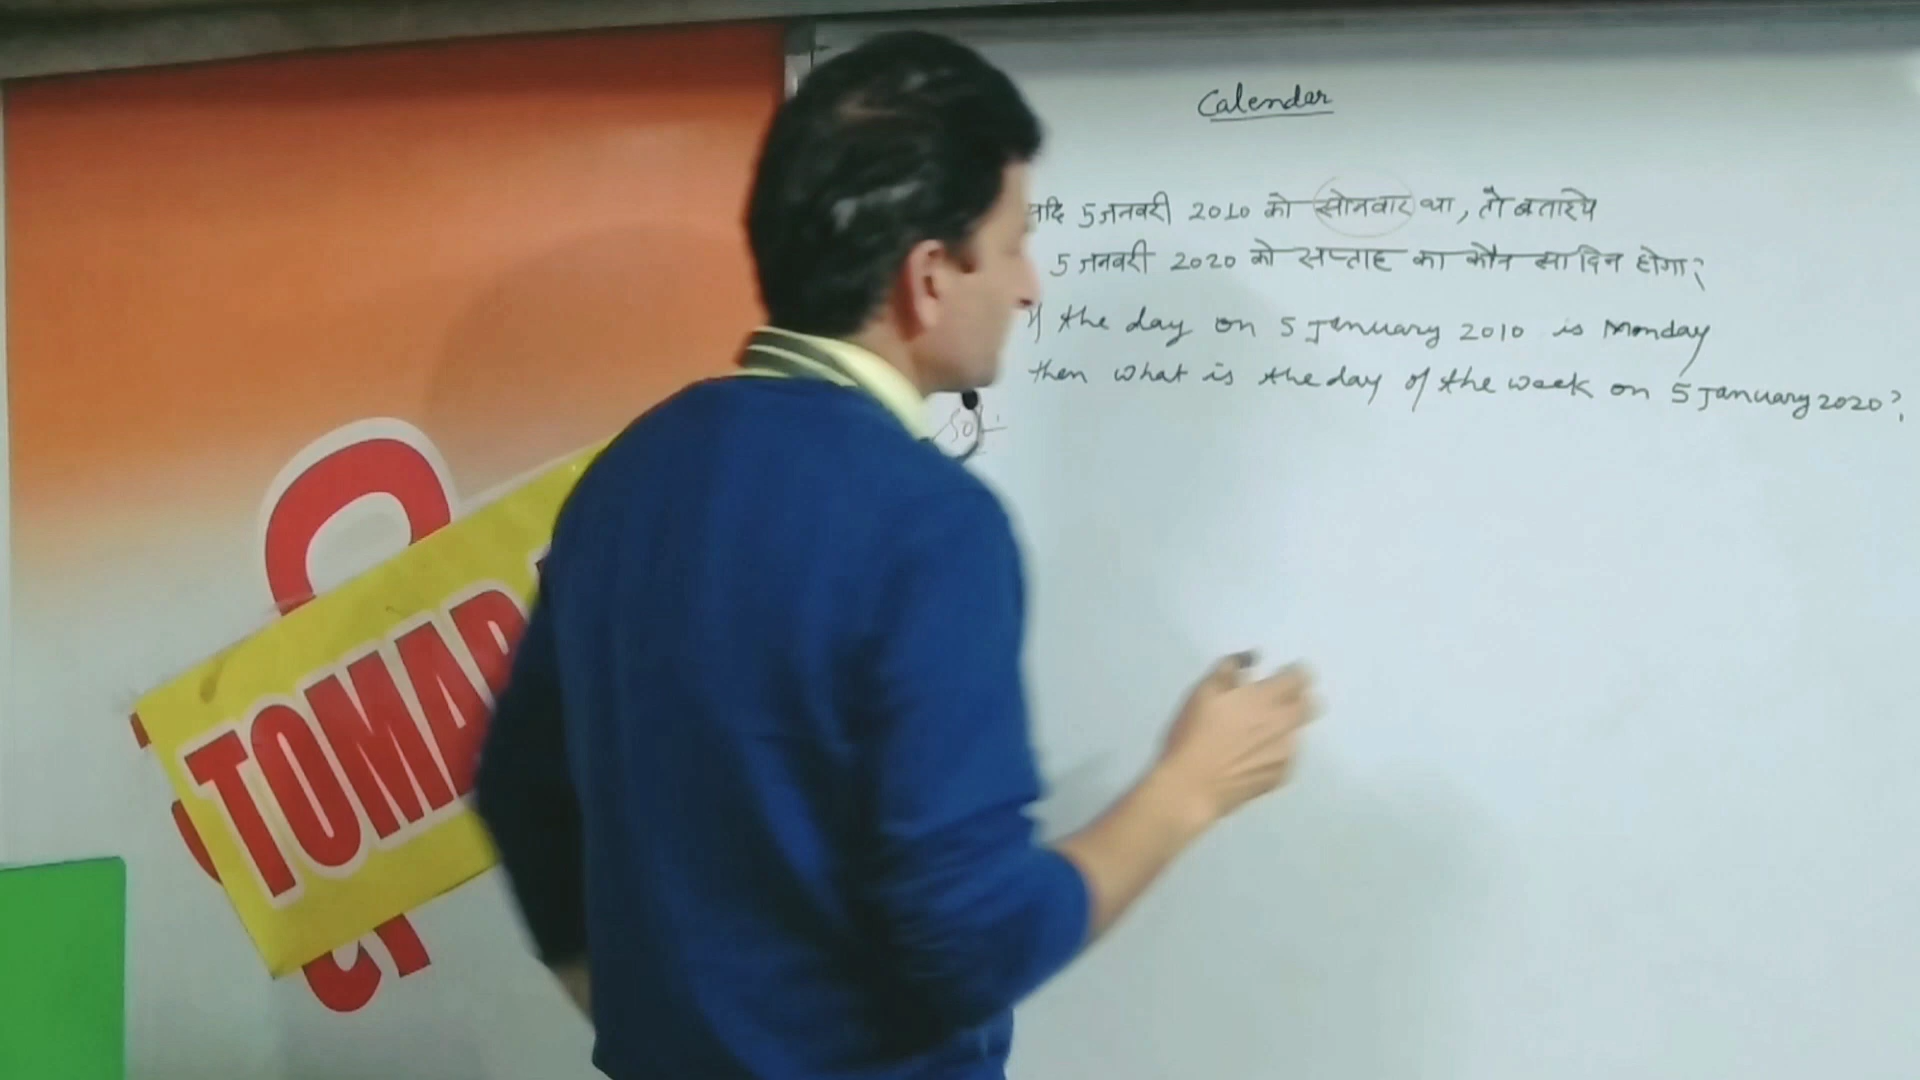 Calendar
यदि 5 जनवरी 2010 को सोमवार था, तो बताइये
5 जनवरी 2020 को सप्ताह का कौन सा दिन होगा?
If the day on 5 January 2010 is Monday
then what is the day of the week on 5 January 2020?
Sol:-
TOMAR